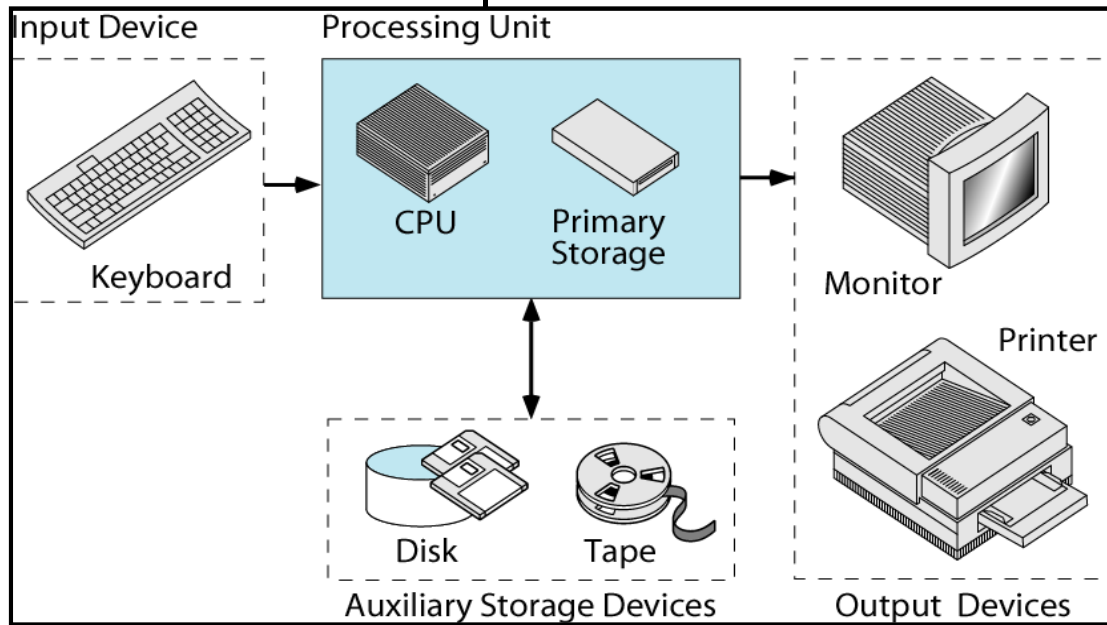 Input Device
Processing Unit
Keyboard
CPU
Primary
Storage
Monitor
Printer
Disk
Tape
Auxiliary Storage Devices
Output Devices